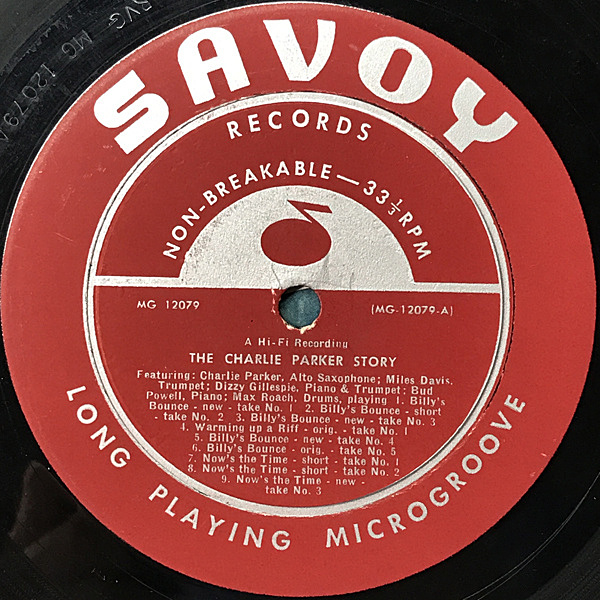 RVG MG 12079A
SAVOY
RECORDS
NON-BREAKABLE—33 1/3 RPM
MG 12079
(MG-12079-A)
A Hi-Fi Recording
THE CHARLIE PARKER STORY
Featuring: Charlie Parker, Alto Saxophone; Miles Davis,
Trumpet; Dizzy Gillespie, Piano & Trumpet; Bud
Powell, Piano; Max Roach, Drums, playing 1. Billy's
Bounce - new - take No. 1 2. Billy's Bounce - short
- take No. 2 3. Billy's Bounce - new - take No. 3
4. Warming up a Riff - orig. - take No. 1
5. Billy's Bounce - new - take No. 4
6. Billy's Bounce - orig. - take No. 5
7. Now's the Time - short - take No. 1
8. Now's the Time - short - take No. 2
9. Now's the Time - new -
take No. 3
LONG PLAYING MICROGROOVE